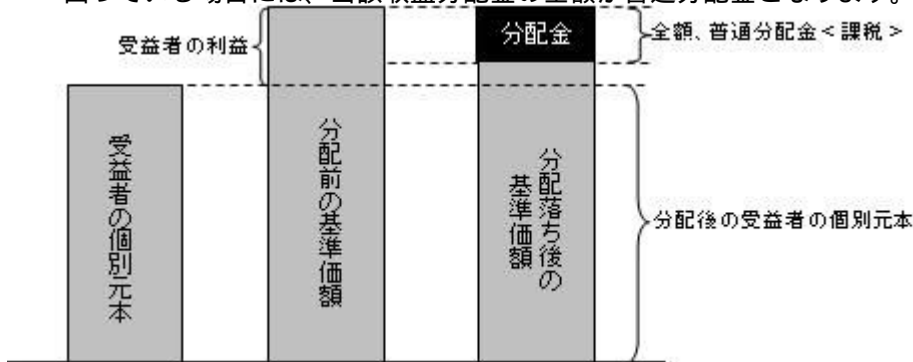 回っている場合には、当該収益分配金の全額が普通分配金となります。
受益者の利益
分配金
全額、普通分配金＜課税＞
受益者の個別元本
分配前の基準価額
分配落ち後の
基準価額
分配後の受益者の個別元本